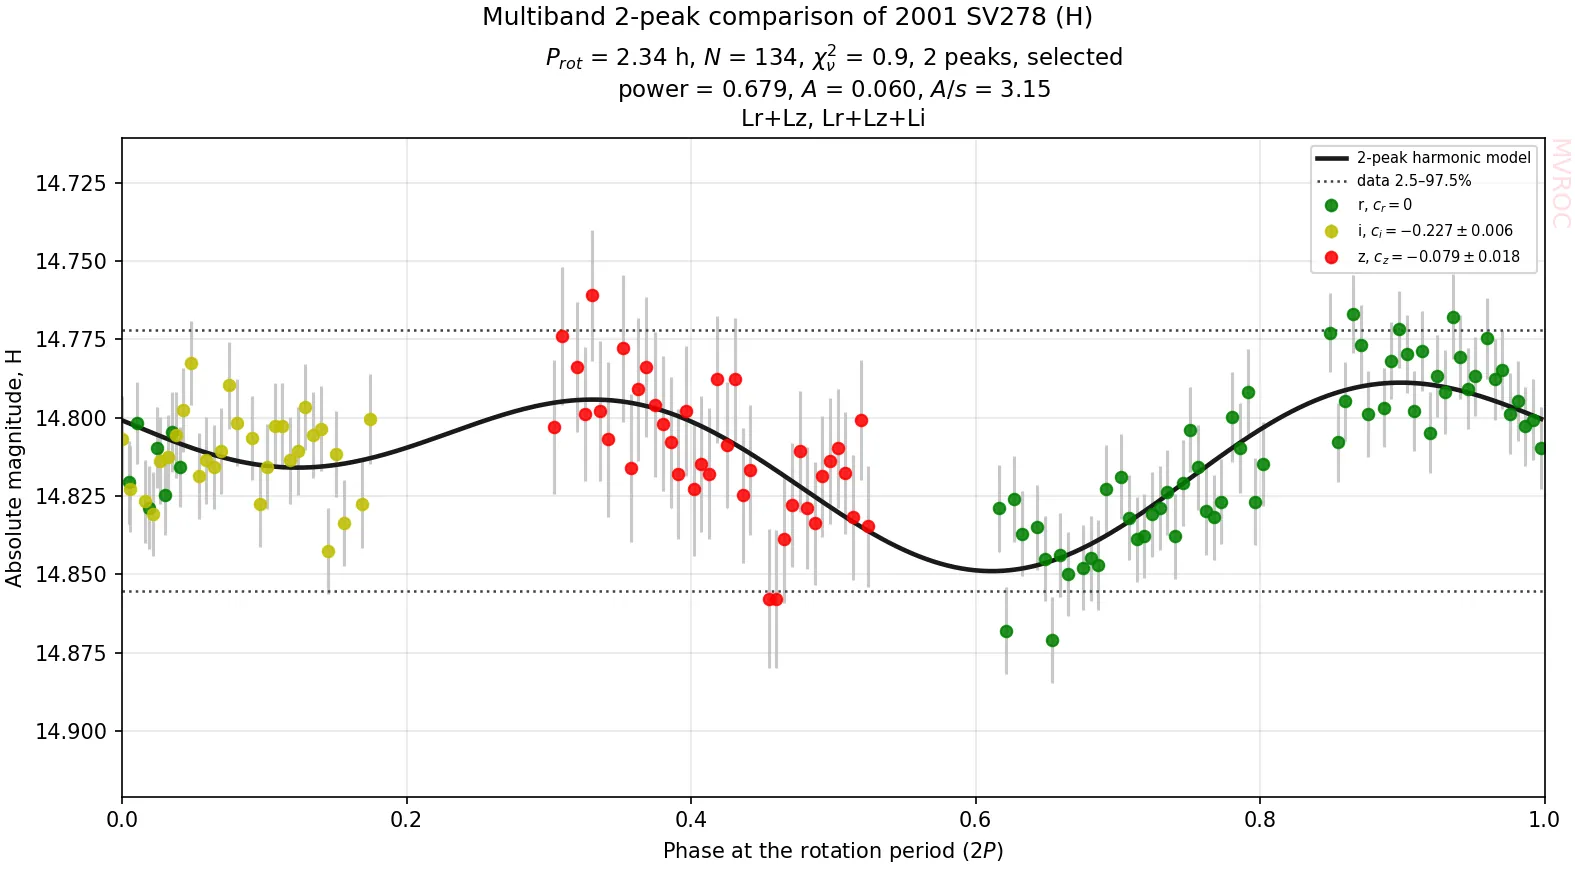 Multiband 2-peak comparison of 2001 SV278 (H)
P_rot = 2.34 h, N = 134, χ²_ν = 0.9, 2 peaks, selected
power = 0.679, A = 0.060, A/s = 3.15
Lr+Lz, Lr+Lz+Li
MVROC
2-peak harmonic model
data 2.5–97.5%
r, c_r = 0
i, c_i = −0.227 ± 0.006
z, c_z = −0.079 ± 0.018
Absolute magnitude, H
14.725
14.750
14.775
14.800
14.825
14.850
14.875
14.900
0.0 0.2 0.4 0.6 0.8 1.0
Phase at the rotation period (2P)